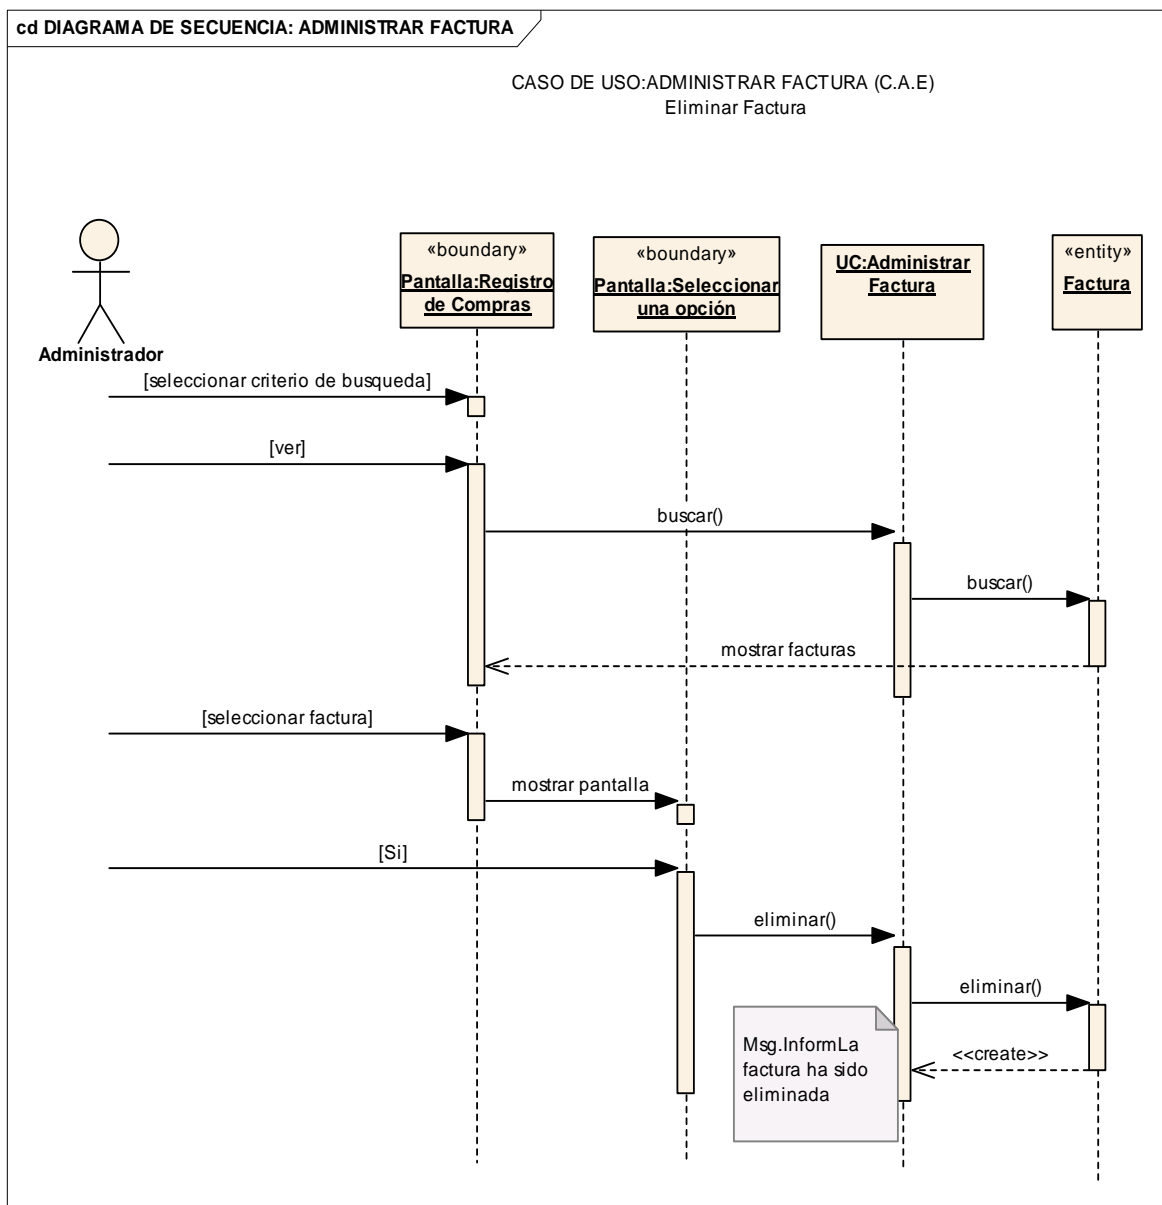 cd DIAGRAMA DE SECUENCIA: ADMINISTRAR FACTURA
CASO DE USO:ADMINISTRAR FACTURA (C.A.E)
Eliminar Factura
Administrador
«boundary»
Pantalla:Registro
de Compras
«boundary»
Pantalla:Seleccionar
una opción
UC:Administrar
Factura
«entity»
Factura
[seleccionar criterio de busqueda]
[ver]
buscar()
buscar()
mostrar facturas
[seleccionar factura]
mostrar pantalla
[Si]
eliminar()
eliminar()
Msg.InformLa
factura ha sido
eliminada
<<create>>